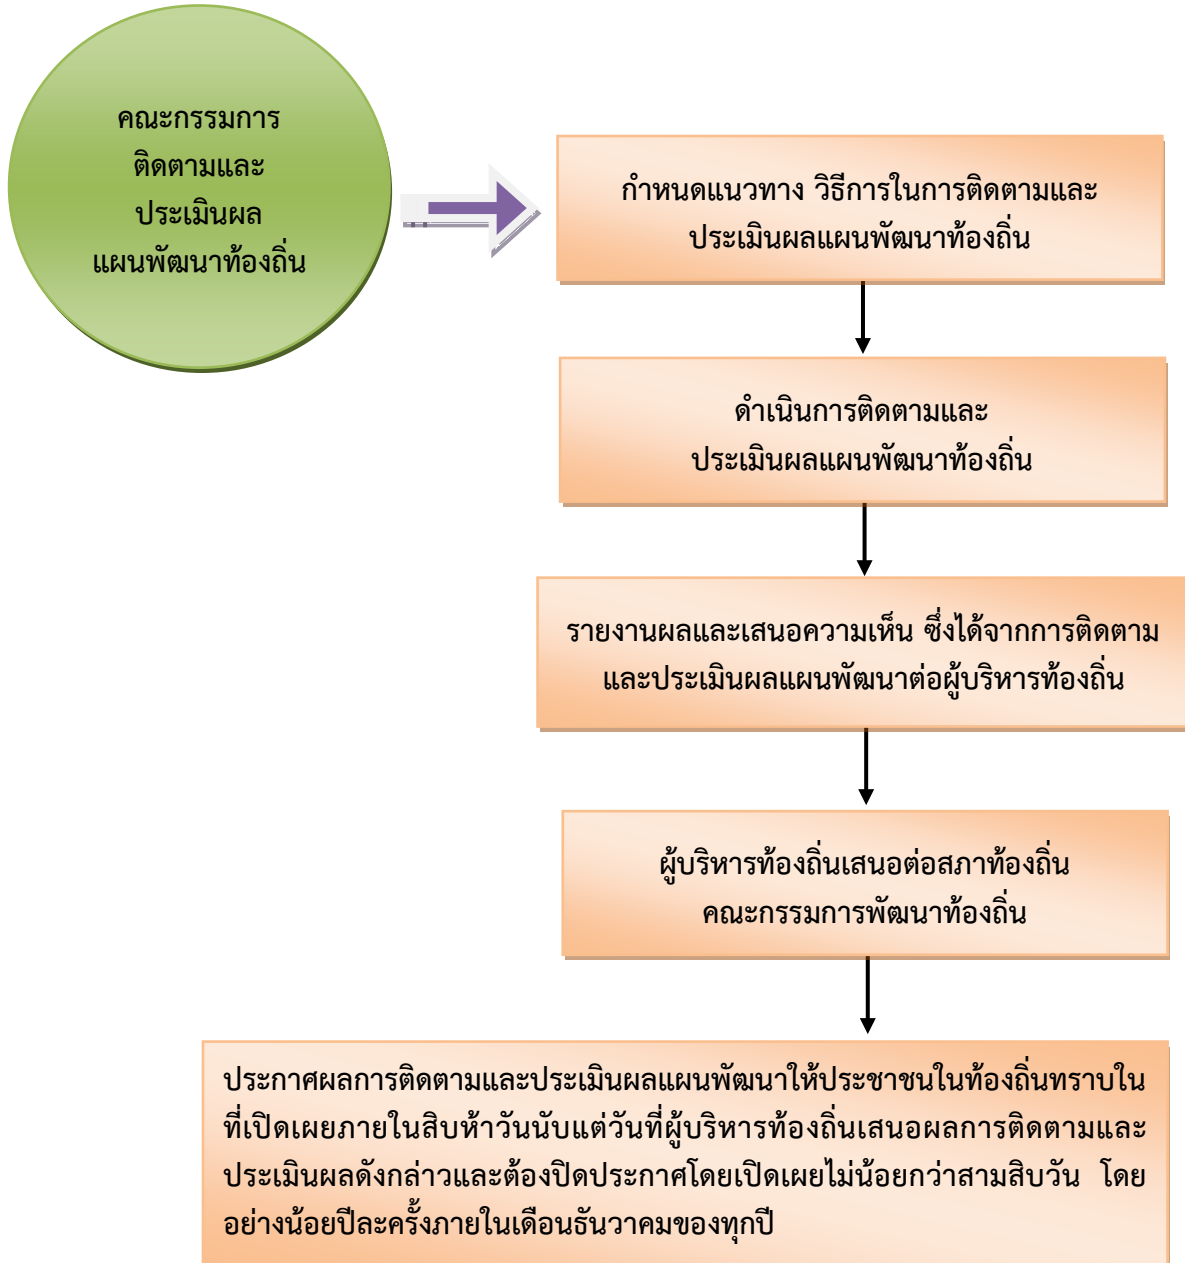 คณะกรรมการ
ติดตามและ
ประเมินผล
แผนพัฒนาท้องถิ่น
กำหนดแนวทาง วิธีการในการติดตามและ
ประเมินผลแผนพัฒนาท้องถิ่น
ดำเนินการติดตามและ
ประเมินผลแผนพัฒนาท้องถิ่น
รายงานผลและเสนอความเห็น ซึ่งได้จากการติดตาม
และประเมินผลแผนพัฒนาต่อผู้บริหารท้องถิ่น
ผู้บริหารท้องถิ่นเสนอต่อสภาท้องถิ่น
คณะกรรมการพัฒนาท้องถิ่น
ประกาศผลการติดตามและประเมินผลแผนพัฒนาให้ประชาชนในท้องถิ่นทราบใน
ที่เปิดเผยภายในสิบห้าวันนับแต่วันที่ผู้บริหารท้องถิ่นเสนอผลการติดตามและ
ประเมินผลดังกล่าวและต้องปิดประกาศโดยเปิดเผยไม่น้อยกว่าสามสิบวัน โดย
อย่างน้อยปีละครั้งภายในเดือนธันวาคมของทุกปี